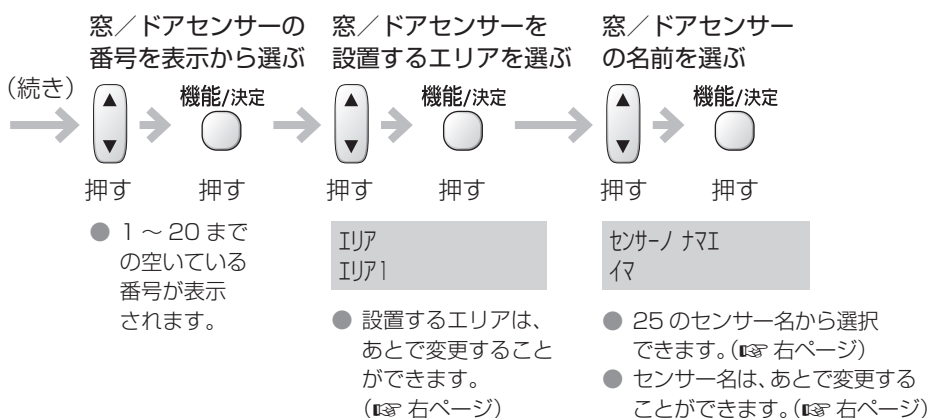 （続き）
窓／ドアセンサーの
番号を表示から選ぶ
▲
▼
機能/決定
押す
押す
● 1～20まで
の空いている
番号が表示
されます。
窓／ドアセンサーを
設置するエリアを選ぶ
▲
▼
機能/決定
押す
押す
ｴﾘｱ
ｴﾘｱ1
● 設置するエリアは、
あとで変更すること
ができます。
（☞ 右ページ）
窓／ドアセンサー
の名前を選ぶ
▲
▼
機能/決定
押す
押す
ｾﾝｻｰﾉ ﾅﾏｴ
ｲﾏ
● 25のセンサー名から選択
できます。（☞ 右ページ）
● センサー名は、あとで変更する
ことができます。（☞ 右ページ）